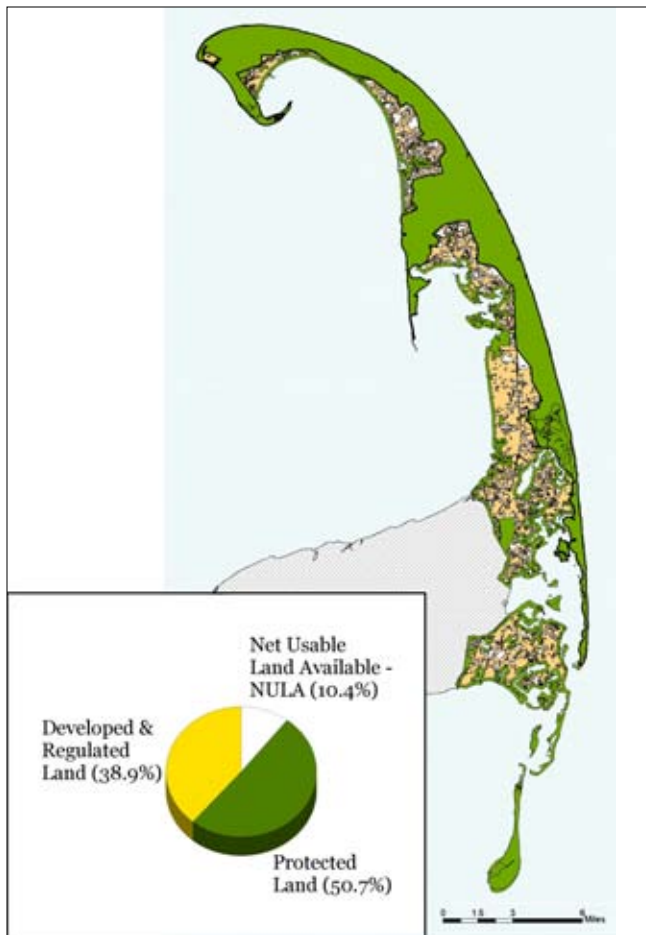 Net Usable
Land Available -
NULA (10.4%)
Developed &
Regulated
Land (38.9%)
Protected
Land (50.7%)
0 1.5 3 6
Miles